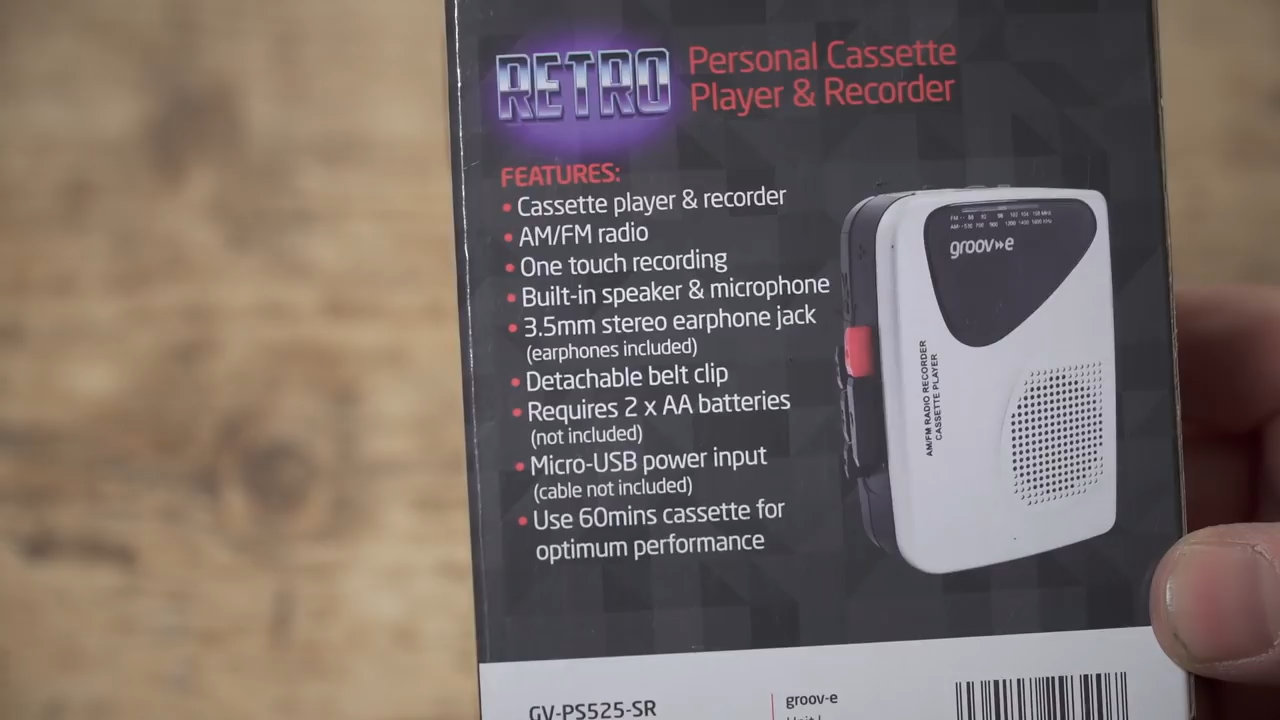 RETRO
Personal Cassette
Player & Recorder
FEATURES:
• Cassette player & recorder
• AM/FM radio
• One touch recording
• Built-in speaker & microphone
• 3.5mm stereo earphone jack
(earphones included)
• Detachable belt clip
• Requires 2 x AA batteries
(not included)
• Micro-USB power input
(cable not included)
• Use 60mins cassette for
optimum performance
groov-e
AM/FM RADIO RECORDER
CASSETTE PLAYER
GV-PS525-SR
groov-e